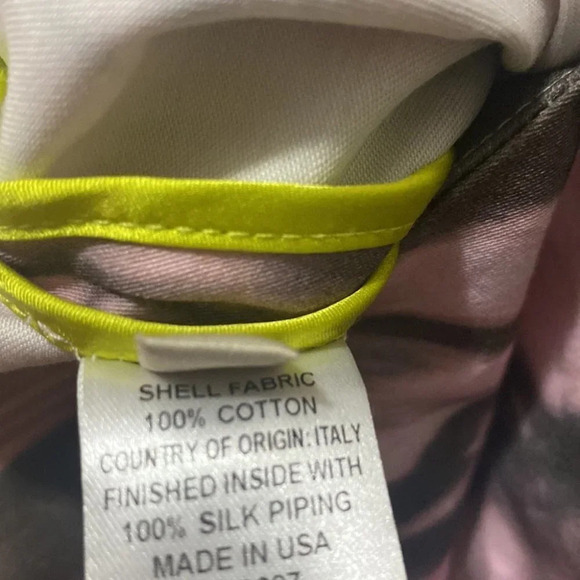 SHELL FABRIC
100% COTTON
COUNTRY OF ORIGIN: ITALY
FINISHED INSIDE WITH
100% SILK PIPING
MADE IN USA